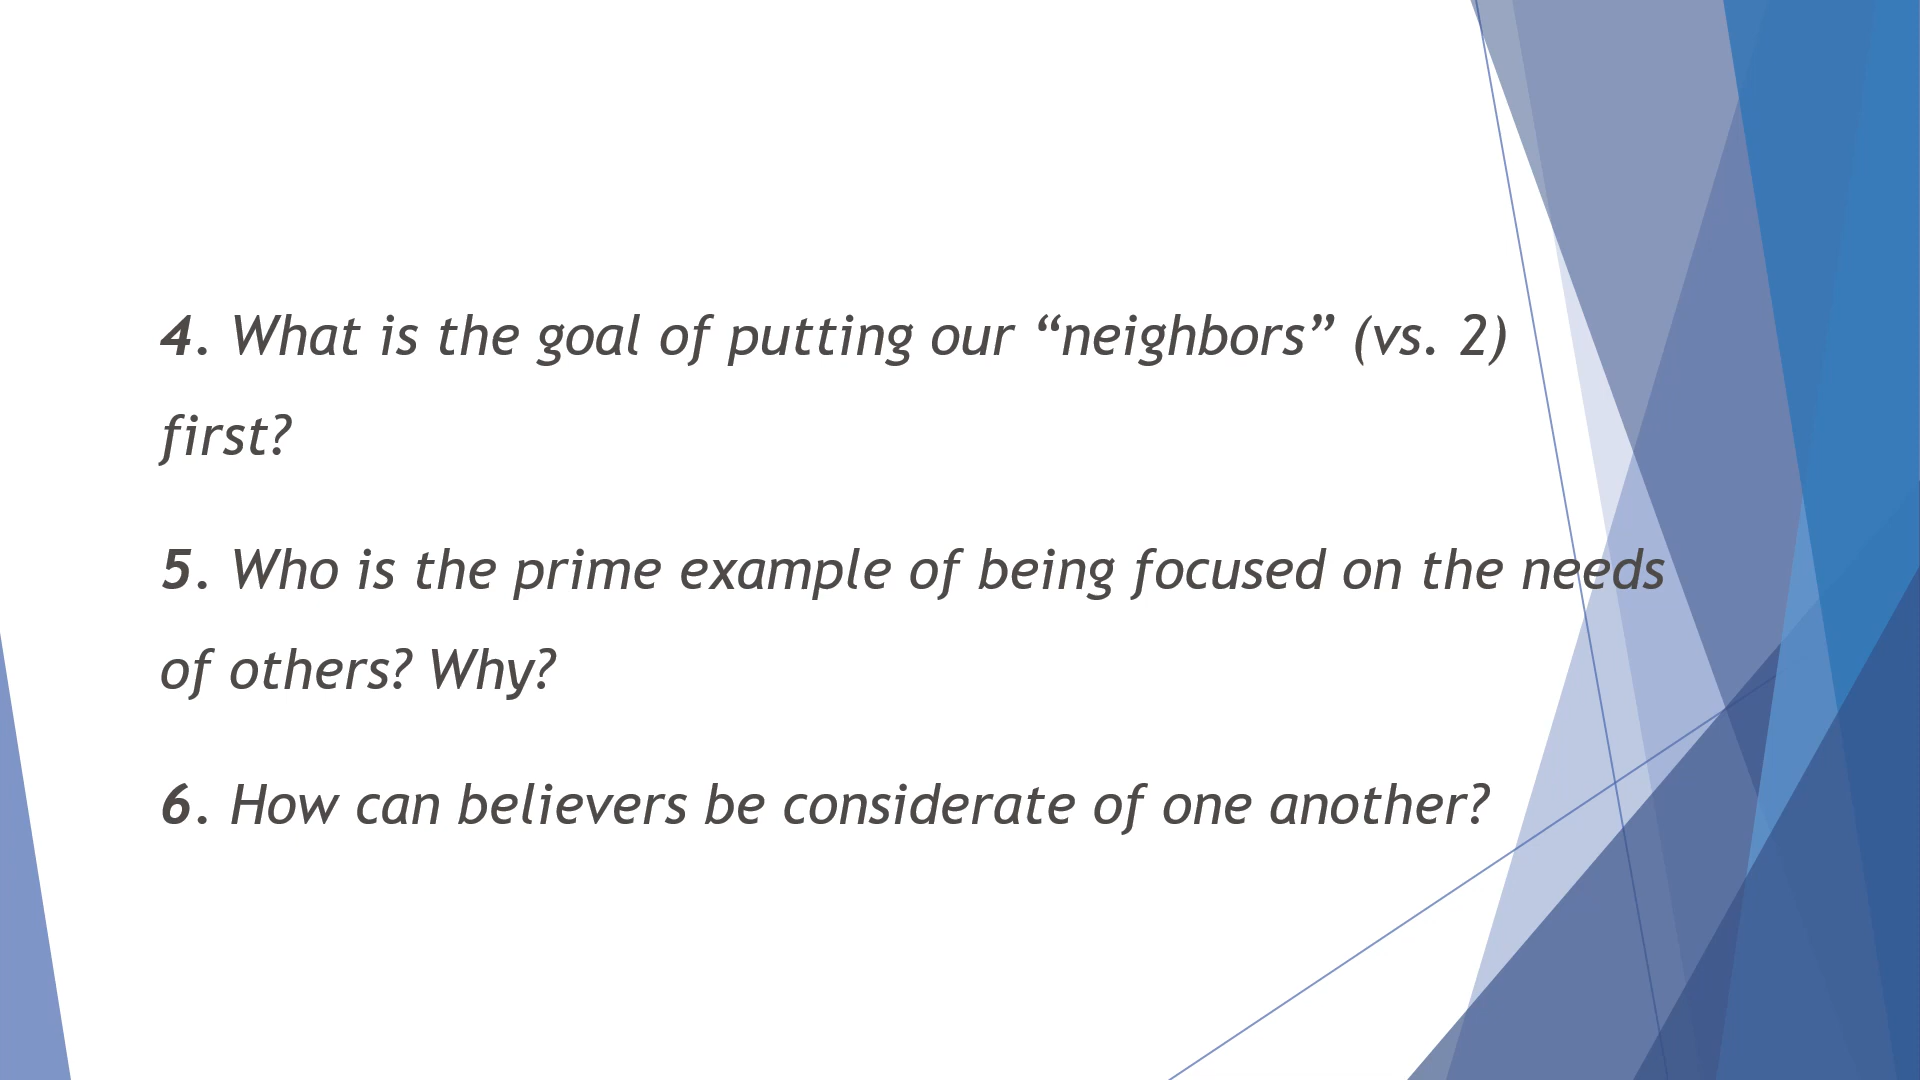 4. What is the goal of putting our “neighbors” (vs. 2)
first?
5. Who is the prime example of being focused on the needs
of others? Why?
6. How can believers be considerate of one another?